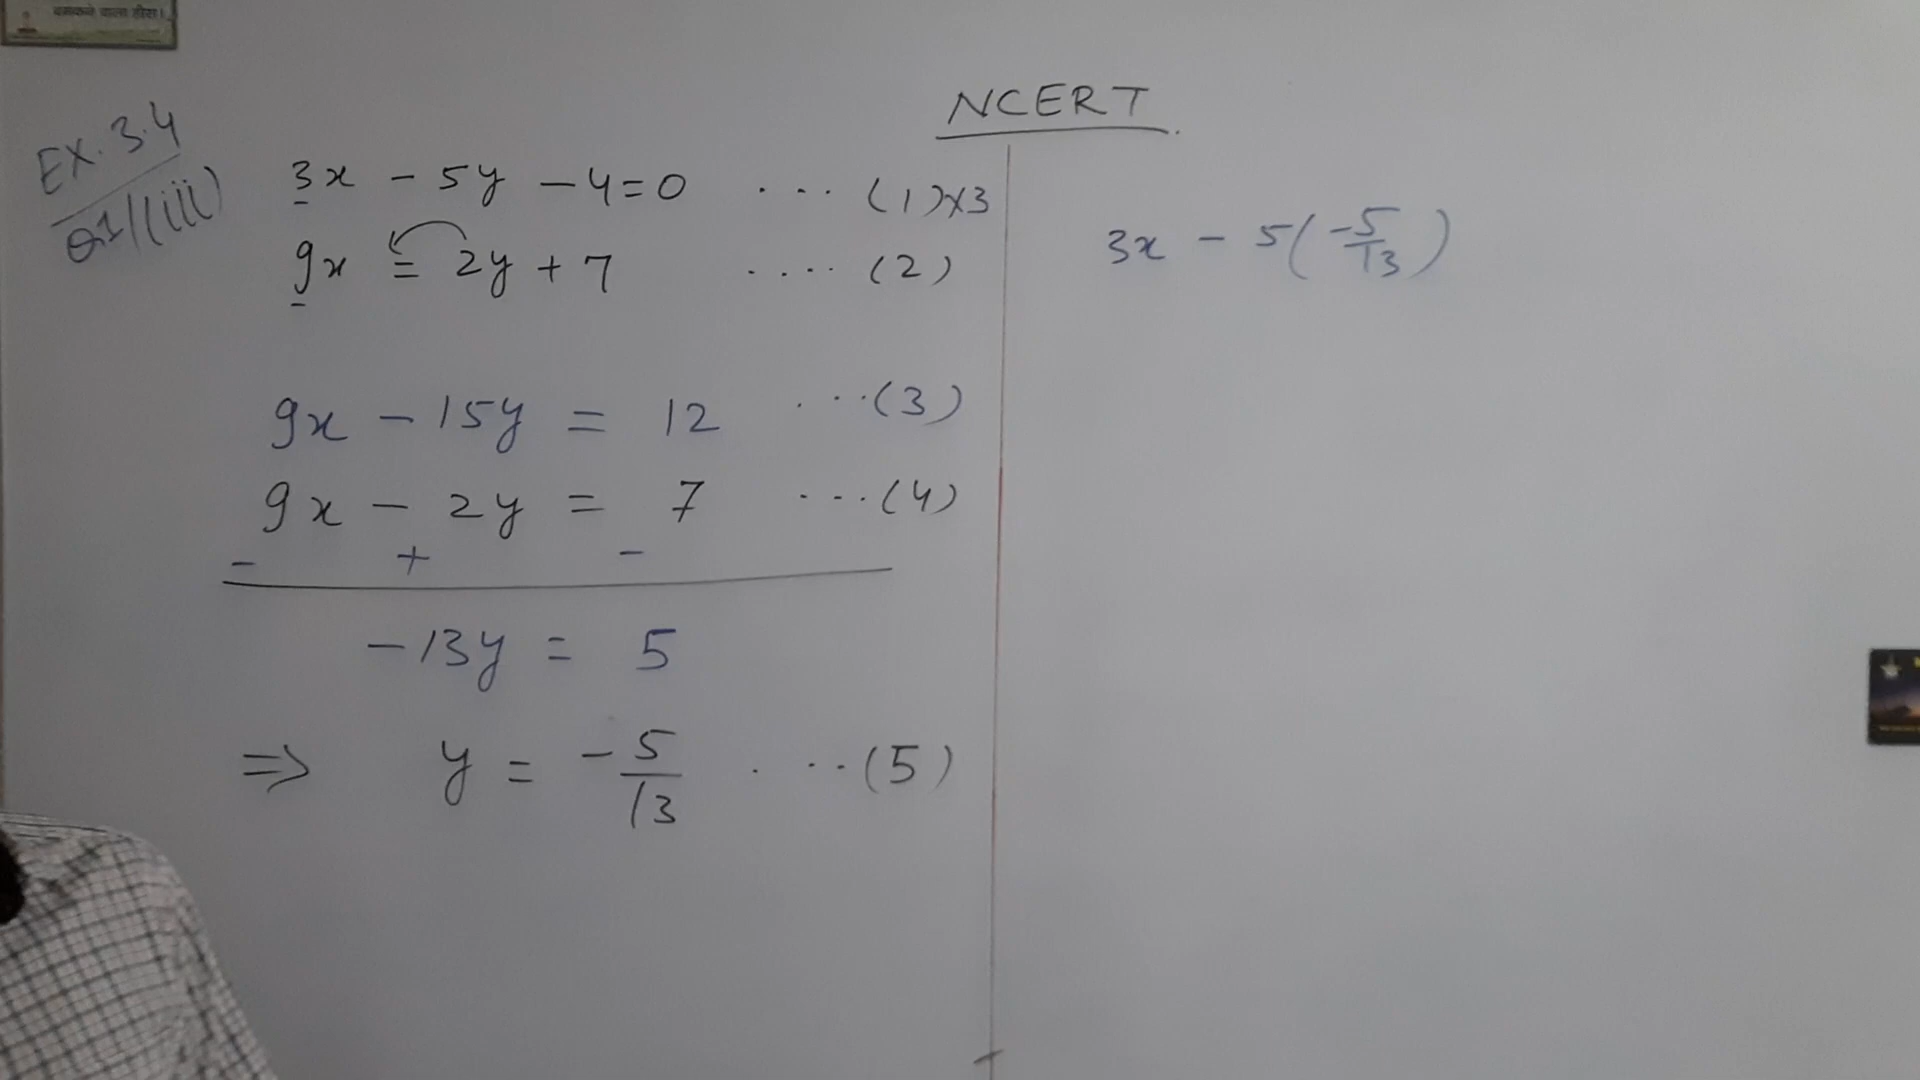 चमकने वाला हीरा।
NCERT
EX. 3.4
Q1/(iii)
3x - 5y - 4=0 ... (1)×3
9x = 2y + 7 .... (2)
9x - 15y = 12 ...(3)
9x - 2y = 7 ...(4)
- + -
-13y = 5
⇒ y = -5/13 ...(5)
3x - 5(-5/13)